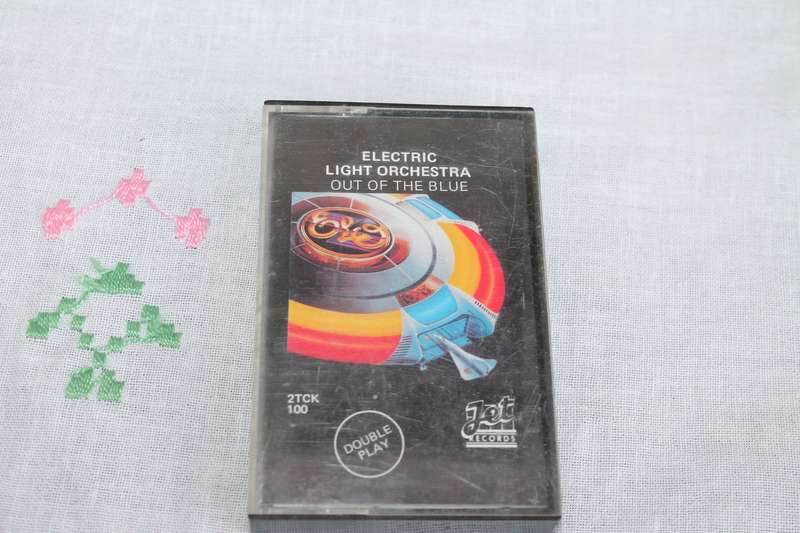 ELECTRIC
LIGHT ORCHESTRA
OUT OF THE BLUE
ELO
2TCK
100
DOUBLE
PLAY
Jet
RECORDS